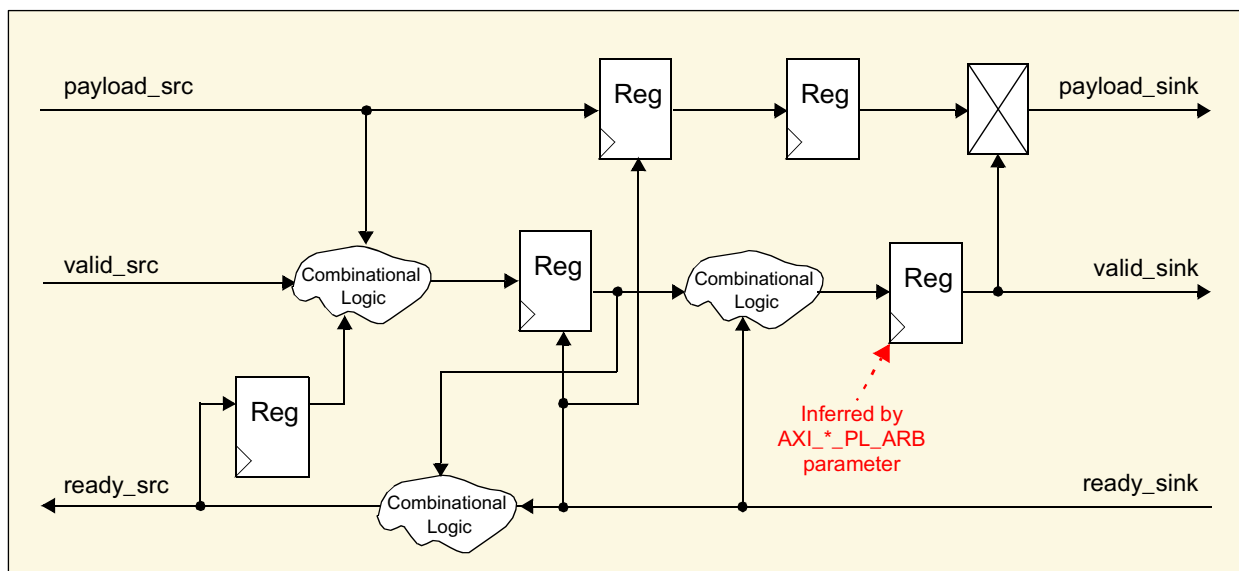 payload_src
Reg
Reg
payload_sink
valid_src
Combinational
Logic
Reg
Combinational
Logic
Reg
valid_sink
Reg
Inferred by
AXI_*_PL_ARB
parameter
ready_src
Combinational
Logic
ready_sink